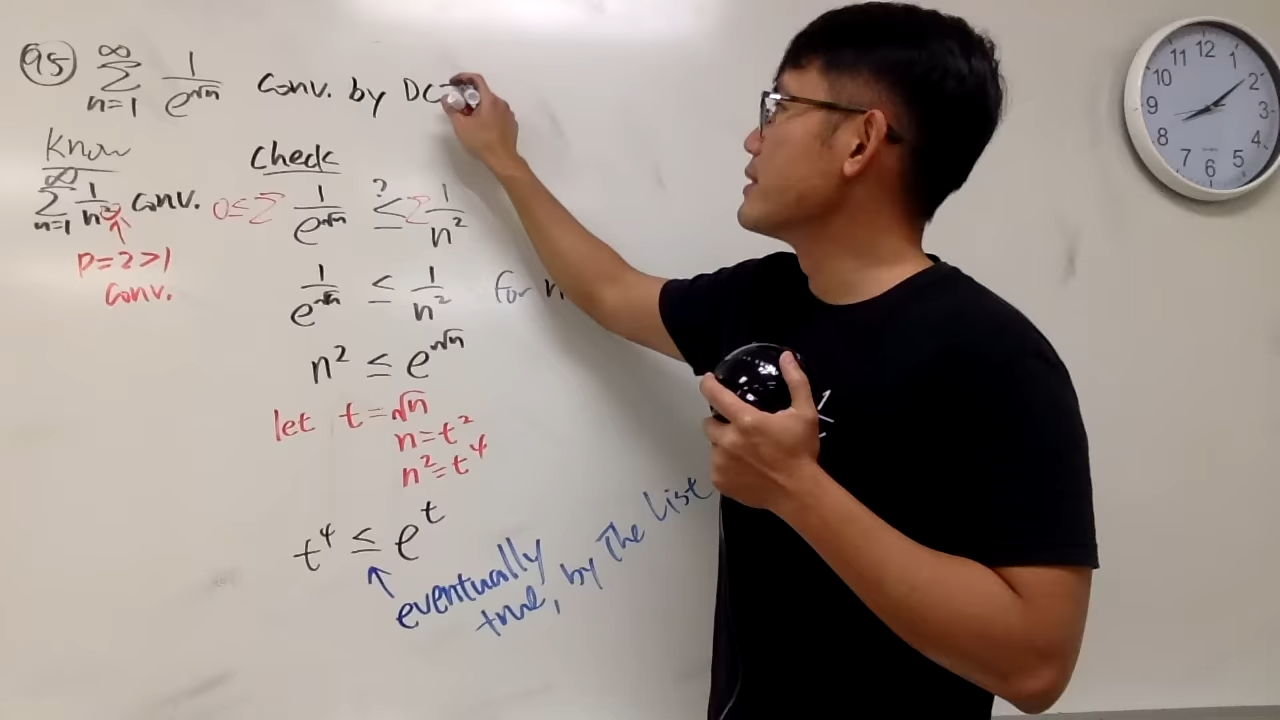 95 ∞∑n=1 1/e^√n Conv. by DCT
Know
∞∑n=1 1/n² conv.
P=2>1
conv.
Check
0≤∑ 1/e^√n ≤? ∑ 1/n²
1/e^√n ≤ 1/n² for n
n² ≤ e^√n
let t=√n
n=t²
n²=t⁴
t⁴ ≤ e^t
↑ eventually
true, by The List
12 1 2 3 4 5 6 7 8 9 10 11